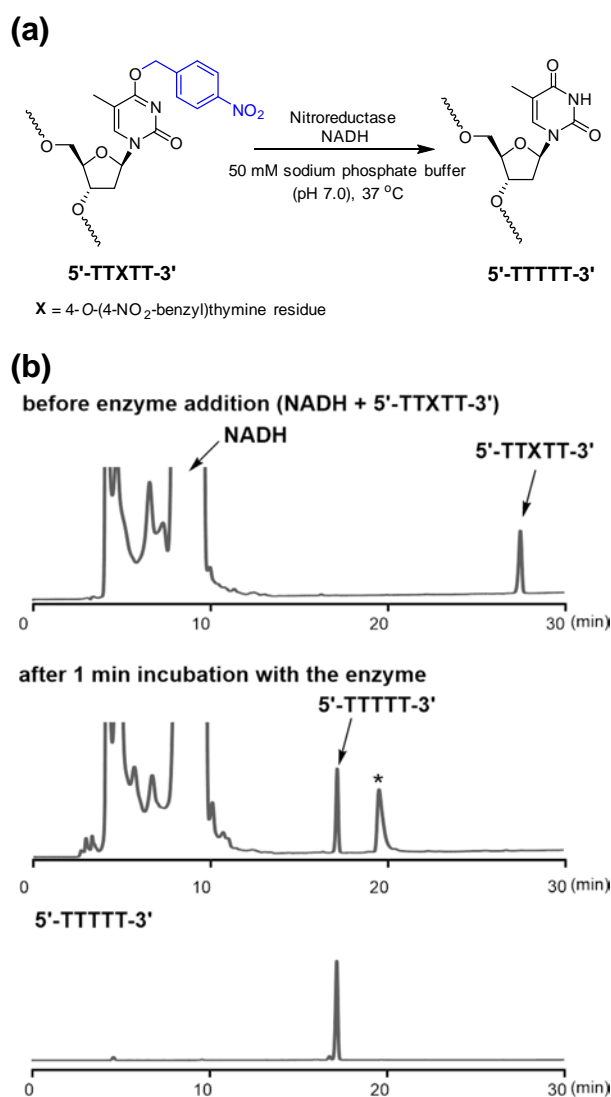 (a)
O
N
NO2
N
O
O
O
O
Nitroreductase
NADH
50 mM sodium phosphate buffer
(pH 7.0), 37 °C
O
NH
N
O
O
O
O
5'-TTXTT-3'
5'-TTTTT-3'
X = 4-O-(4-NO2-benzyl)thymine residue
(b)
before enzyme addition (NADH + 5'-TTXTT-3')
NADH
5'-TTXTT-3'
0 10 20 30 (min)
after 1 min incubation with the enzyme
5'-TTTTT-3'
*
0 10 20 30 (min)
5'-TTTTT-3'
0 10 20 30 (min)